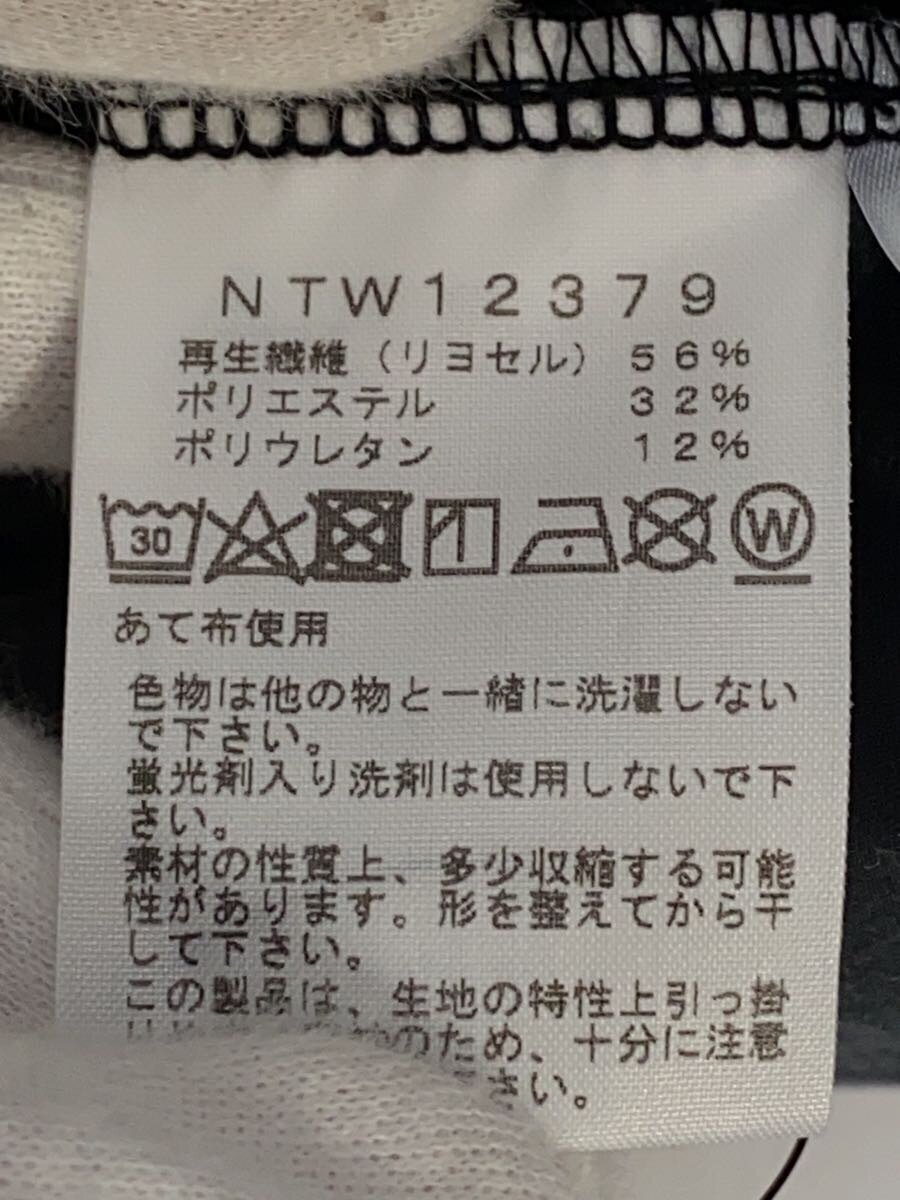 NTW12379
再生繊維（リヨセル） 56%
ポリエステル 32%
ポリウレタン 12%
30 W
あて布使用
色物は他の物と一緒に洗濯しない
で下さい。
蛍光剤入り洗剤は使用しないで下
さい。
素材の性質上、多少収縮する可能
性があります。形を整えてから干
して下さい。
この製品は、生地の特性上引っ掛
のため、十分に注意
さい。